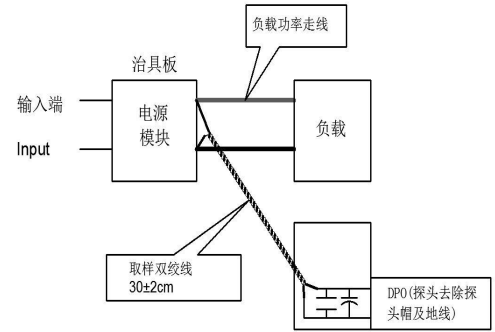 负载功率走线
治具板
输入端
Input
电源
模块
负载
取样双绞线
30±2cm
DPO(探头去除探
头帽及地线)